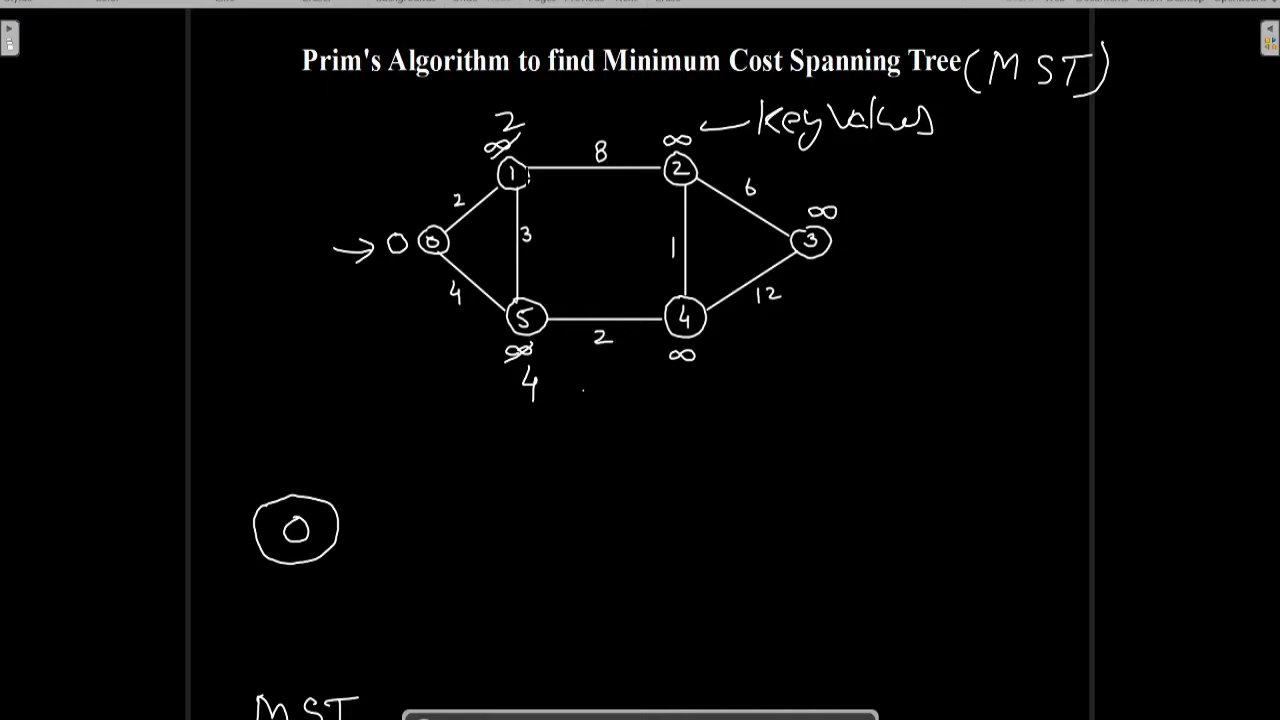 Prim's Algorithm to find Minimum Cost Spanning Tree (MST)
2
∞ ∞ ← key values
1 8 2
2 6 ∞
→ 0 0 3 1 3
4 12
5 2 4
∞ ∞
4
0
MST